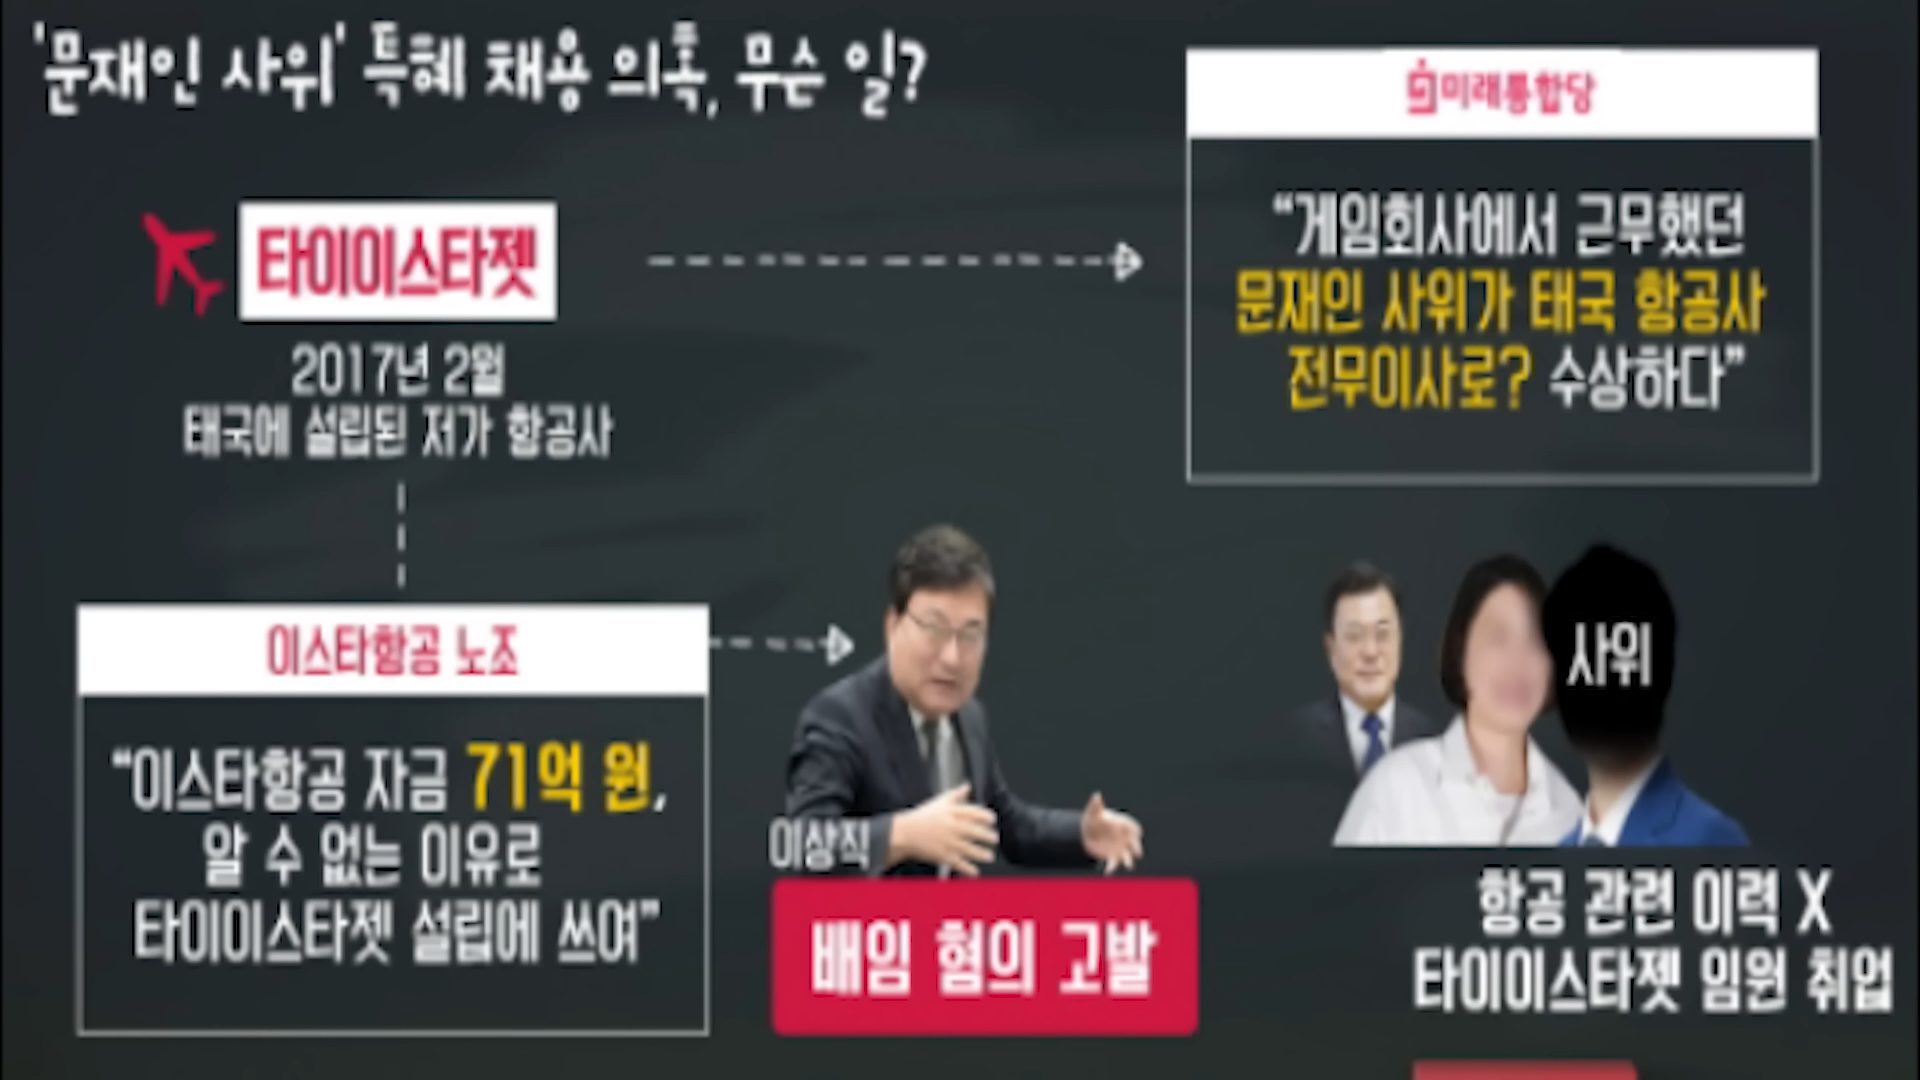 '문재인 사위' 특혜 채용 의혹, 무슨 일?
타이이스타젯
2017년 2월
태국에 설립된 저가 항공사
미래통합당
“게임회사에서 근무했던
문재인 사위가 태국 항공사
전무이사로? 수상하다”
이스타항공 노조
“이스타항공 자금 71억 원,
알 수 없는 이유로
타이이스타젯 설립에 쓰여”
이상직
배임 혐의 고발
사위
항공 관련 이력 X
타이이스타젯 임원 취업